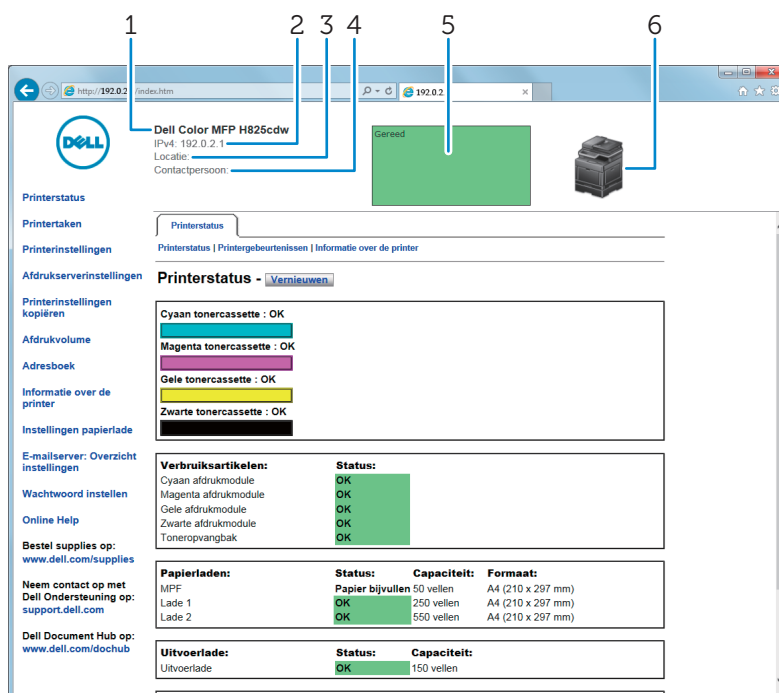 1 2 3 4 5 6
http://192.0.2.  /index.htm
192.0.2.
DELL
Dell Color MFP H825cdw
IPv4: 192.0.2.1
Locatie:
Contactpersoon:
Gereed
Printerstatus
Printertaken
Printerinstellingen
Afdrukserverinstellingen
Printerinstellingen
kopiëren
Afdrukvolume
Adresboek
Informatie over de
printer
Instellingen papierlade
E-mailserver: Overzicht
instellingen
Wachtwoord instellen
Online Help
Bestel supplies op:
www.dell.com/supplies
Neem contact op met
Dell Ondersteuning op:
support.dell.com
Dell Document Hub op:
www.dell.com/dochub
Printerstatus
Printerstatus | Printergebeurtenissen | Informatie over de printer
Printerstatus - Vernieuwen
Cyaan tonercassette : OK
Magenta tonercassette : OK
Gele tonercassette : OK
Zwarte tonercassette : OK
Verbruiksartikelen: Status:
Cyaan afdrukmodule OK
Magenta afdrukmodule OK
Gele afdrukmodule OK
Zwarte afdrukmodule OK
Toneropvangbak OK
Papierladen: Status: Capaciteit: Formaat:
MPF Papier bijvullen 50 vellen A4 (210 x 297 mm)
Lade 1 OK 250 vellen A4 (210 x 297 mm)
Lade 2 OK 550 vellen A4 (210 x 297 mm)
Uitvoerlade: Status: Capaciteit:
Uitvoerlade OK 150 vellen